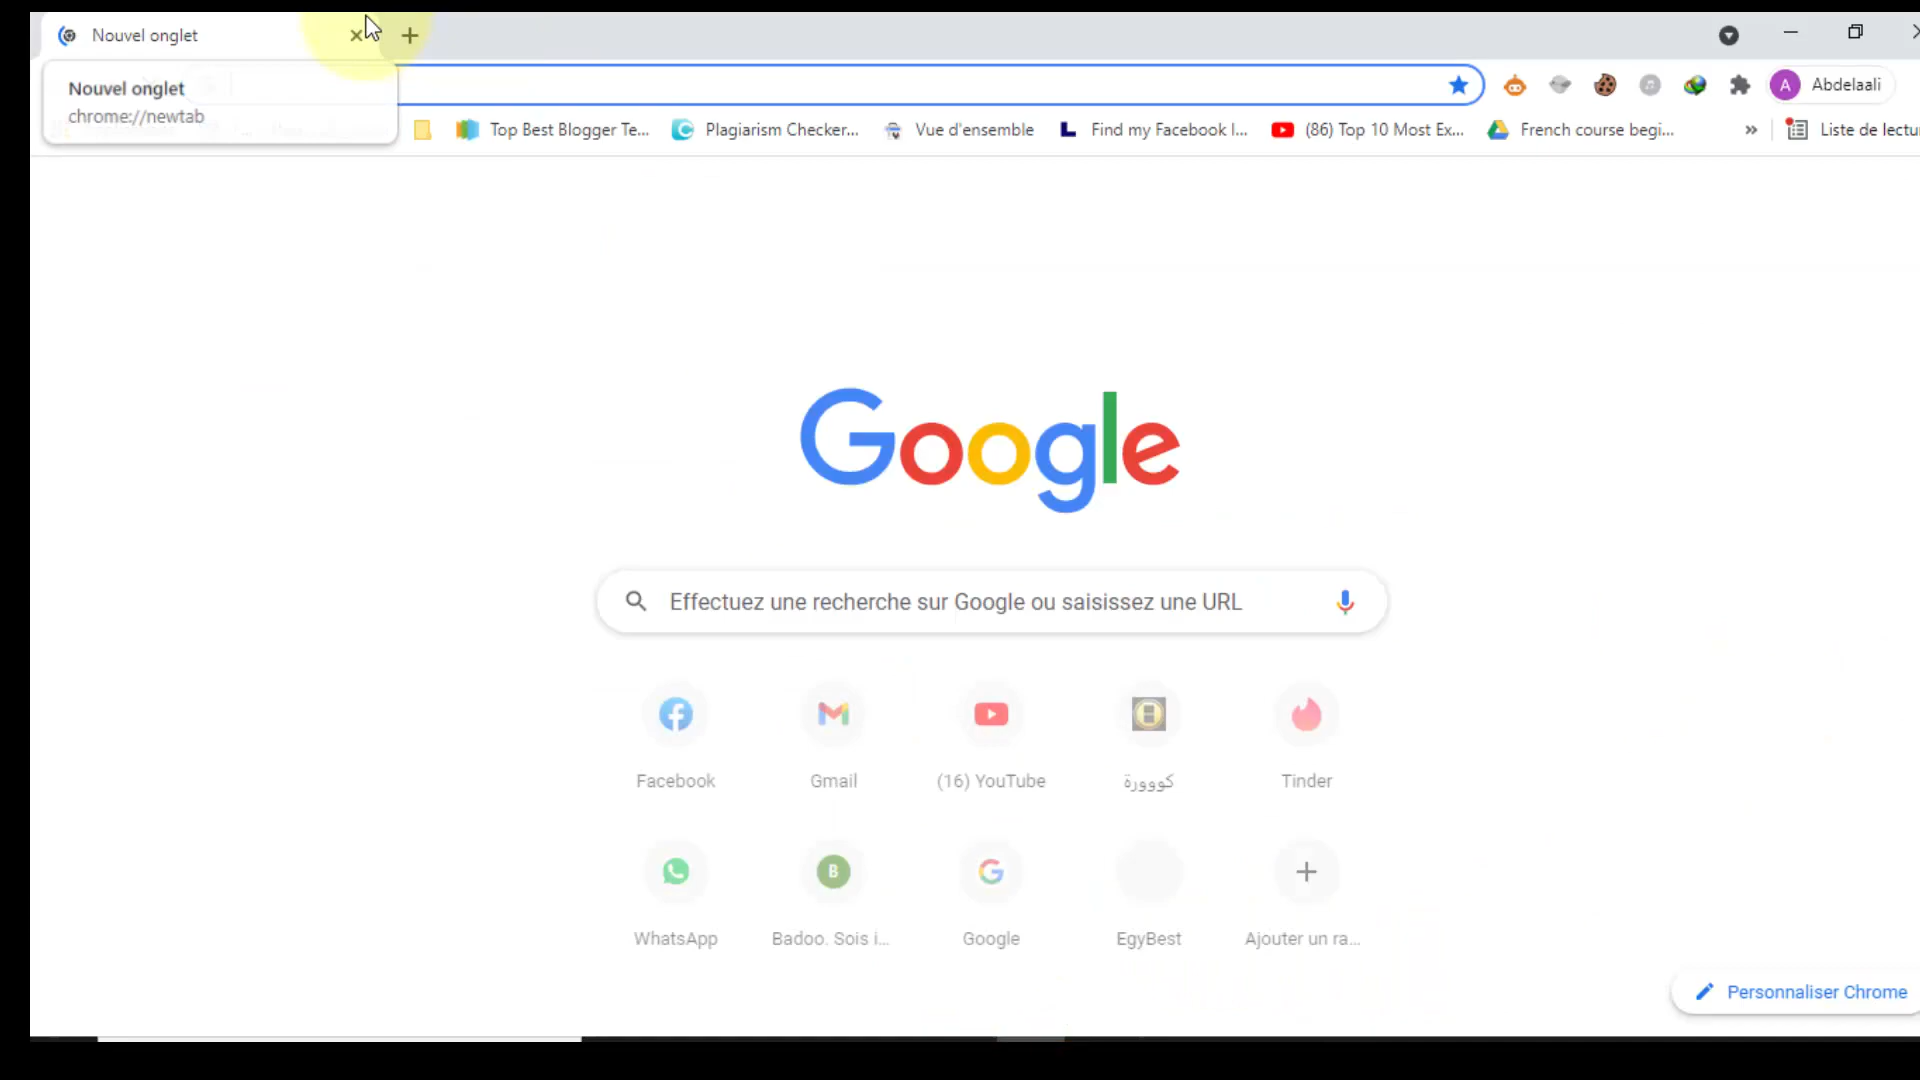 Nouvel onglet
Nouvel onglet
chrome://newtab
A Abdelaali
Top Best Blogger Te... Plagiarism Checker... Vue d'ensemble L Find my Facebook I... (86) Top 10 Most Ex... French course begi... » Liste de lectu
Google
Effectuez une recherche sur Google ou saisissez une URL
Facebook Gmail (16) YouTube كووورة Tinder
B
WhatsApp Badoo. Sois i... Google EgyBest Ajouter un ra...
Personnaliser Chrome